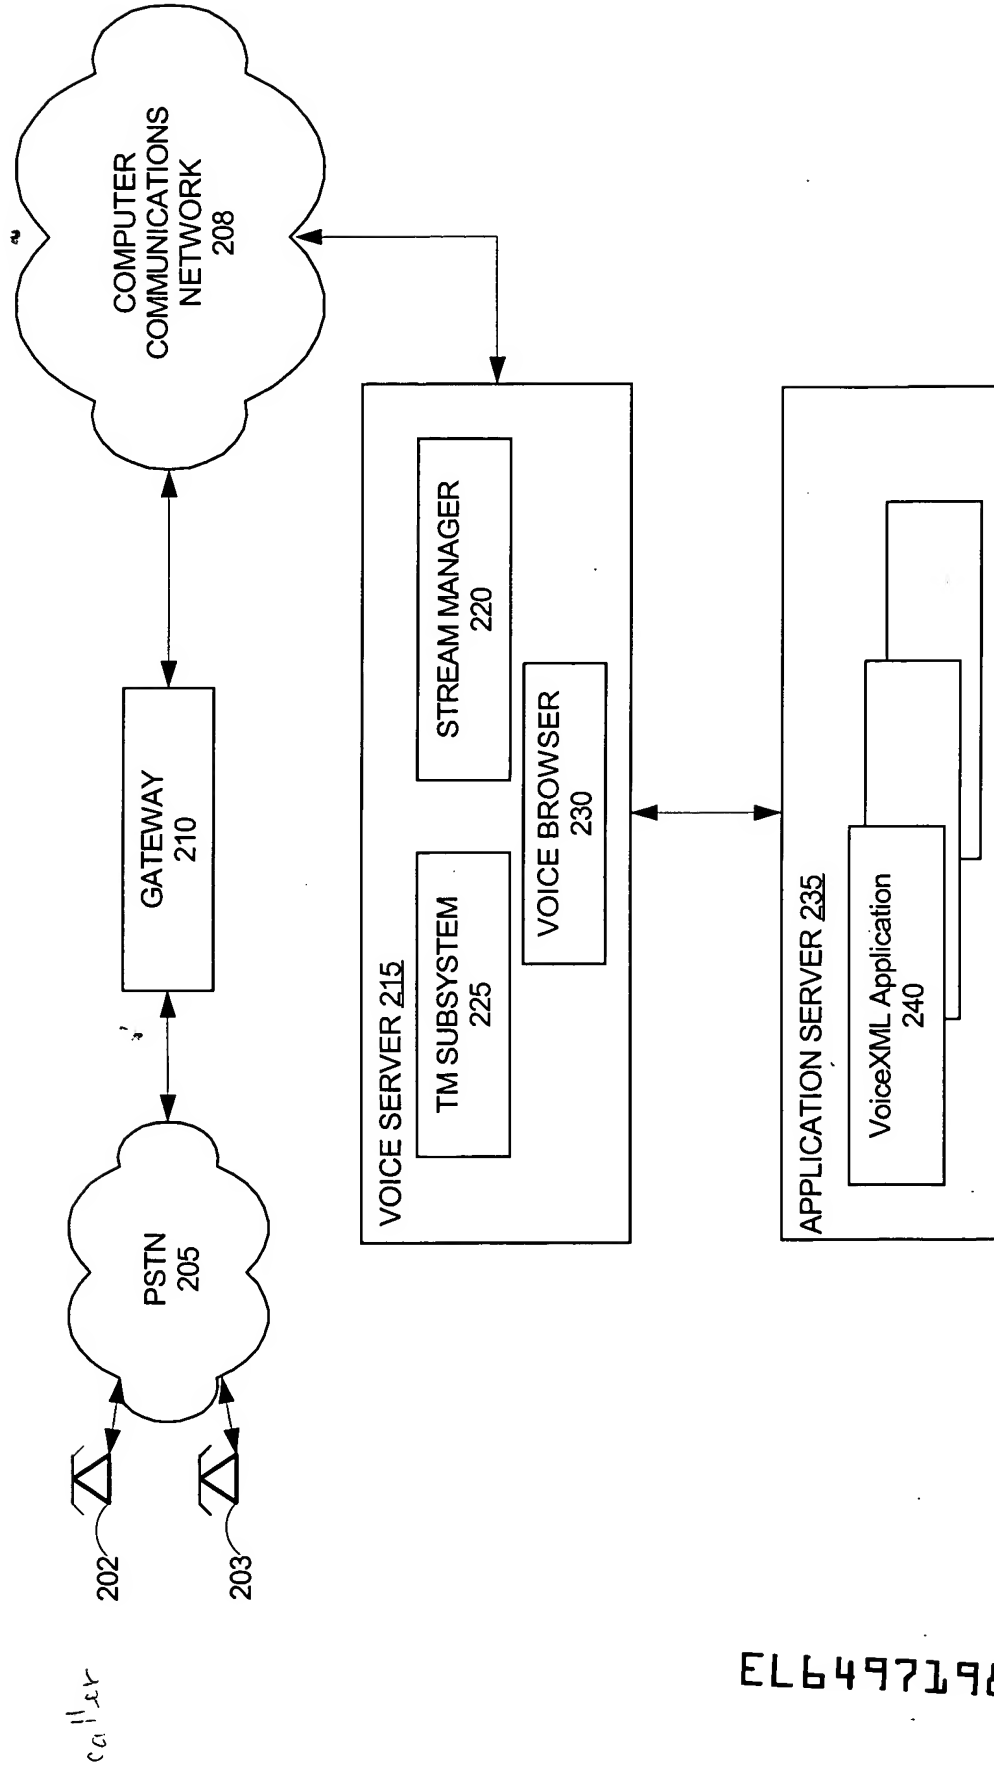 caller
202
203
PSTN
205
GATEWAY
210
COMPUTER
COMMUNICATIONS
NETWORK
208
VOICE SERVER 215
TM SUBSYSTEM
225
STREAM MANAGER
220
VOICE BROWSER
230
APPLICATION SERVER 235
VoiceXML Application
240